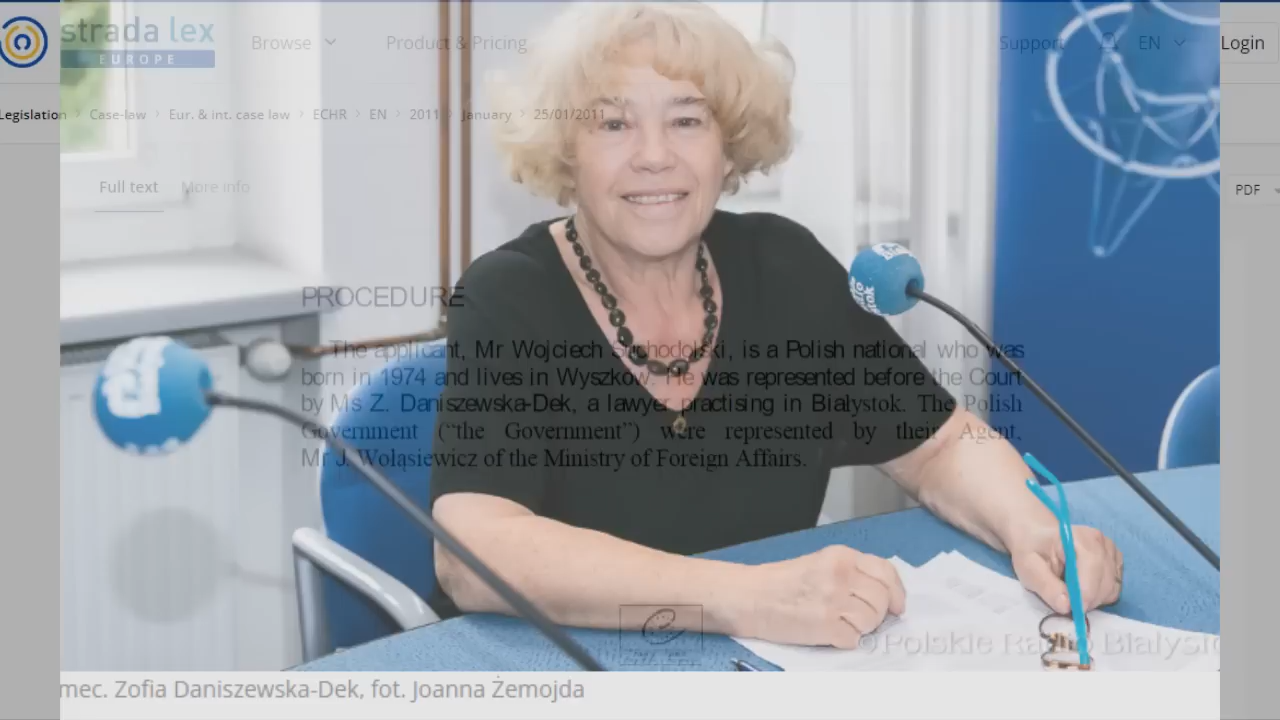 strada lex
EUROPE
Browse
Product & Pricing
Support
EN
Login
Legislation > Case-law > Eur. & int. case law > ECHR > EN > 2011 > January > 25/01/2011
Full text
More info
PDF
PROCEDURE
The applicant, Mr Wojciech Suchodolski, is a Polish national who was
born in 1974 and lives in Wyszków. He was represented before the Court
by Ms Z. Daniszewska-Dek, a lawyer practising in Białystok. The Polish
Government (“the Government”) were represented by their Agent,
Mr J. Wołąsiewicz of the Ministry of Foreign Affairs.
©Polskie Radio Białysto
mec. Zofia Daniszewska-Dek, fot. Joanna Żemojda